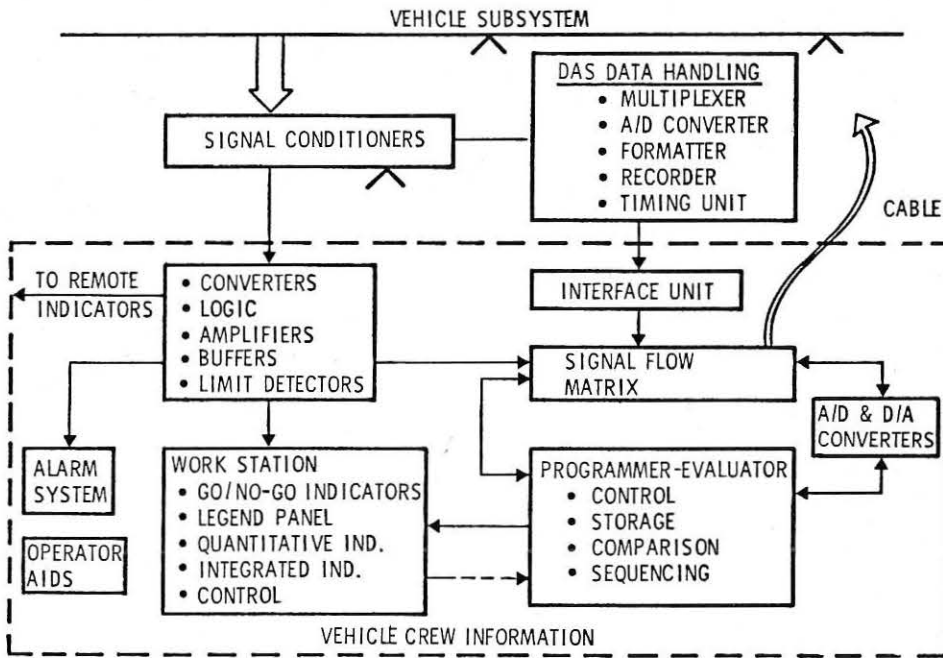 VEHICLE SUBSYSTEM
DAS DATA HANDLING
• MULTIPLEXER
• A/D CONVERTER
• FORMATTER
• RECORDER
• TIMING UNIT
SIGNAL CONDITIONERS
CABLE
TO REMOTE
INDICATORS
• CONVERTERS
• LOGIC
• AMPLIFIERS
• BUFFERS
• LIMIT DETECTORS
INTERFACE UNIT
SIGNAL FLOW
MATRIX
A/D & D/A
CONVERTERS
ALARM
SYSTEM
WORK STATION
• GO/NO-GO INDICATORS
• LEGEND PANEL
• QUANTITATIVE IND.
• INTEGRATED IND.
• CONTROL
PROGRAMMER-EVALUATOR
• CONTROL
• STORAGE
• COMPARISON
• SEQUENCING
OPERATOR
AIDS
VEHICLE CREW INFORMATION